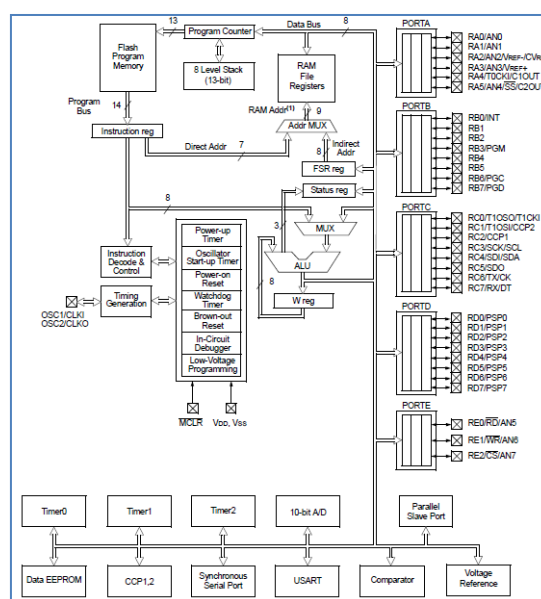 13
Data Bus
8
PORTA
Program Counter
Flash
Program
Memory
8 Level Stack
(13-bit)
RAM
File
Registers
RA0/AN0
RA1/AN1
RA2/AN2/VREF-/CVR
RA3/AN3/VREF+
RA4/T0CKI/C1OUT
RA5/AN4/SS/C2OU
Program
Bus
14
RAM Addr(1)
9
PORTB
Addr MUX
Instruction reg
Direct Addr
7
8
Indirect
Addr
FSR reg
RB0/INT
RB1
RB2
RB3/PGM
RB4
RB5
RB6/PGC
RB7/PGD
Status reg
8
PORTC
3
MUX
RC0/T1OSO/T1CKI
RC1/T1OSI/CCP2
RC2/CCP1
RC3/SCK/SCL
RC4/SDI/SDA
RC5/SDO
RC6/TX/CK
RC7/RX/DT
Instruction
Decode &
Control
Power-up
Timer
Oscillator
Start-up Timer
Power-on
Reset
Watchdog
Timer
Brown-out
Reset
In-Circuit
Debugger
Low-Voltage
Programming
ALU
8
W reg
Timing
Generation
OSC1/CLKI
OSC2/CLKO
PORTD
RD0/PSP0
RD1/PSP1
RD2/PSP2
RD3/PSP3
RD4/PSP4
RD5/PSP5
RD6/PSP6
RD7/PSP7
MCLR
VDD, VSS
PORTE
RE0/RD/AN5
RE1/WR/AN6
RE2/CS/AN7
Timer0
Timer1
Timer2
10-bit A/D
Parallel
Slave Port
Data EEPROM
CCP1,2
Synchronous
Serial Port
USART
Comparator
Voltage
Reference